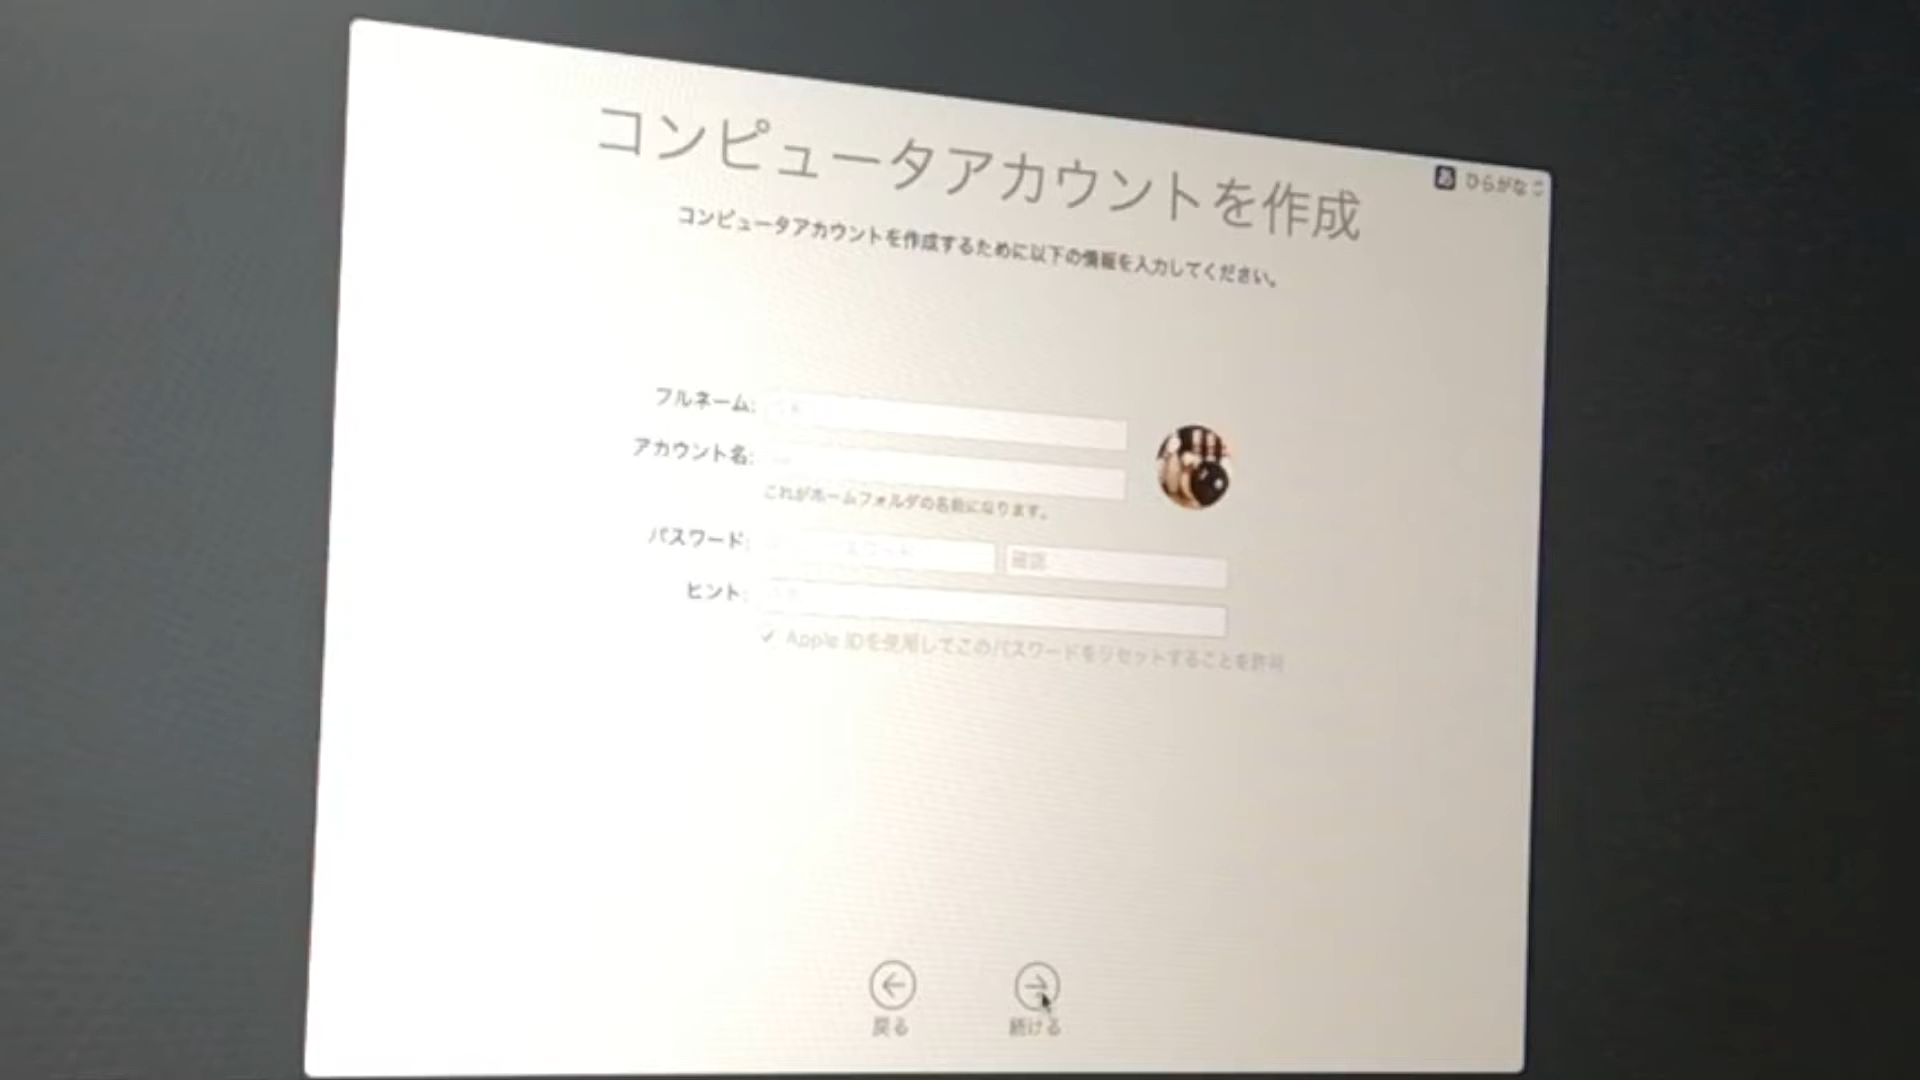 あ ひらがな
コンピュータアカウントを作成
コンピュータアカウントを作成するために以下の情報を入力してください。
フルネーム:
アカウント名:
これがホームフォルダの名前になります。
パスワード: 確認
ヒント:
✓ Apple IDを使用してこのパスワードをリセットすることを許可
戻る 続ける